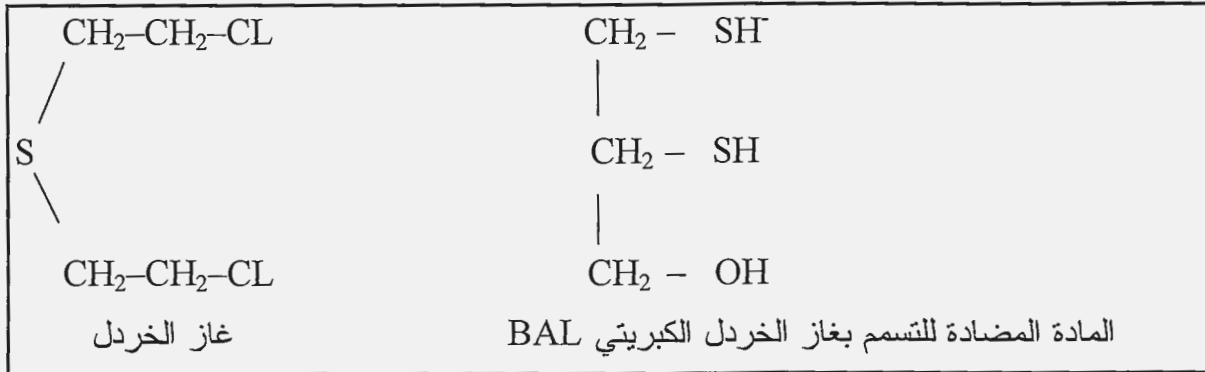 CH₂–CH₂–CL CH₂ – SH⁻
S CH₂ – SH
CH₂–CH₂–CL CH₂ – OH
غاز الخردل المادة المضادة للتسمم بغاز الخردل الكبريتي BAL